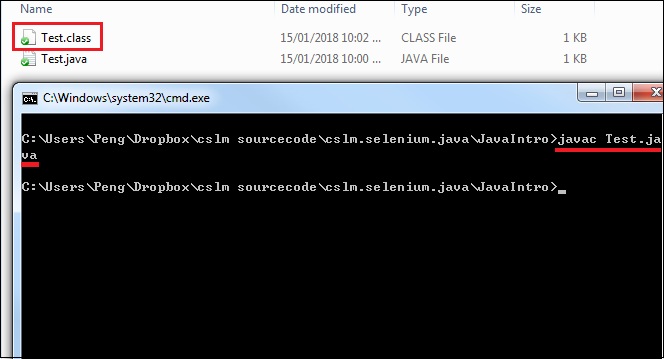 Name Date modified Type Size
Test.class 15/01/2018 10:02 ... CLASS File 1 KB
Test.java 15/01/2018 10:00 ... JAVA File 1 KB
C:\Windows\system32\cmd.exe
C:\Users\Peng\Dropbox\cslm sourcecode\cslm.selenium.java\JavaIntro>javac Test.ja
va
C:\Users\Peng\Dropbox\cslm sourcecode\cslm.selenium.java\JavaIntro>_